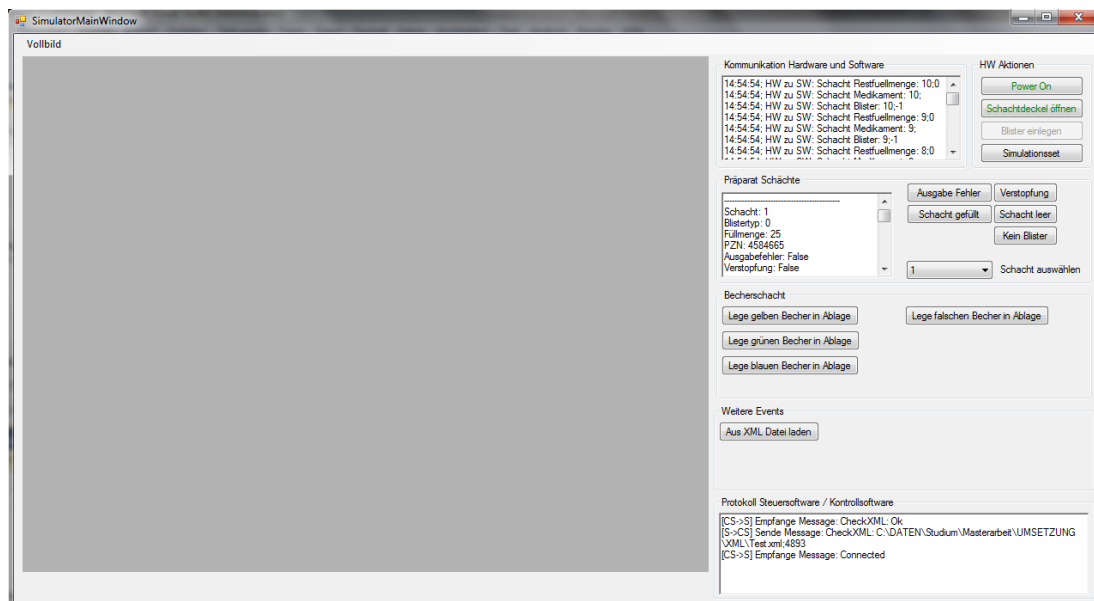 SimulatorMainWindow
Vollbild
Kommunikation Hardware und Software
14:54:54; HW zu SW: Schacht Restfuellmenge: 10;0
14:54:54; HW zu SW: Schacht Medikament: 10;
14:54:54; HW zu SW: Schacht Blister: 10;-1
14:54:54; HW zu SW: Schacht Restfuellmenge: 9;0
14:54:54; HW zu SW: Schacht Medikament: 9;
14:54:54; HW zu SW: Schacht Blister: 9;-1
14:54:54; HW zu SW: Schacht Restfuellmenge: 8;0
HW Aktionen
Power On
Schachtdeckel öffnen
Blister einlegen
Simulationsset
Präparat Schächte
----------------------------------------
Schacht: 1
Blistertyp: 0
Füllmenge: 25
PZN: 4584665
Ausgabefehler: False
Verstopfung: False
Ausgabe Fehler Verstopfung
Schacht gefüllt Schacht leer
Kein Blister
1 Schacht auswählen
Becherschacht
Lege gelben Becher in Ablage Lege falschen Becher in Ablage
Lege grünen Becher in Ablage
Lege blauen Becher in Ablage
Weitere Events
Aus XML Datei laden
Protokoll Steuersoftware / Kontrollsoftware
[CS->S] Empfange Message: CheckXML: Ok
[S->CS] Sende Message: CheckXML: C:\DATEN\Studium\Masterarbeit\UMSETZUNG
\XML\Test.xml;4893
[CS->S] Empfange Message: Connected